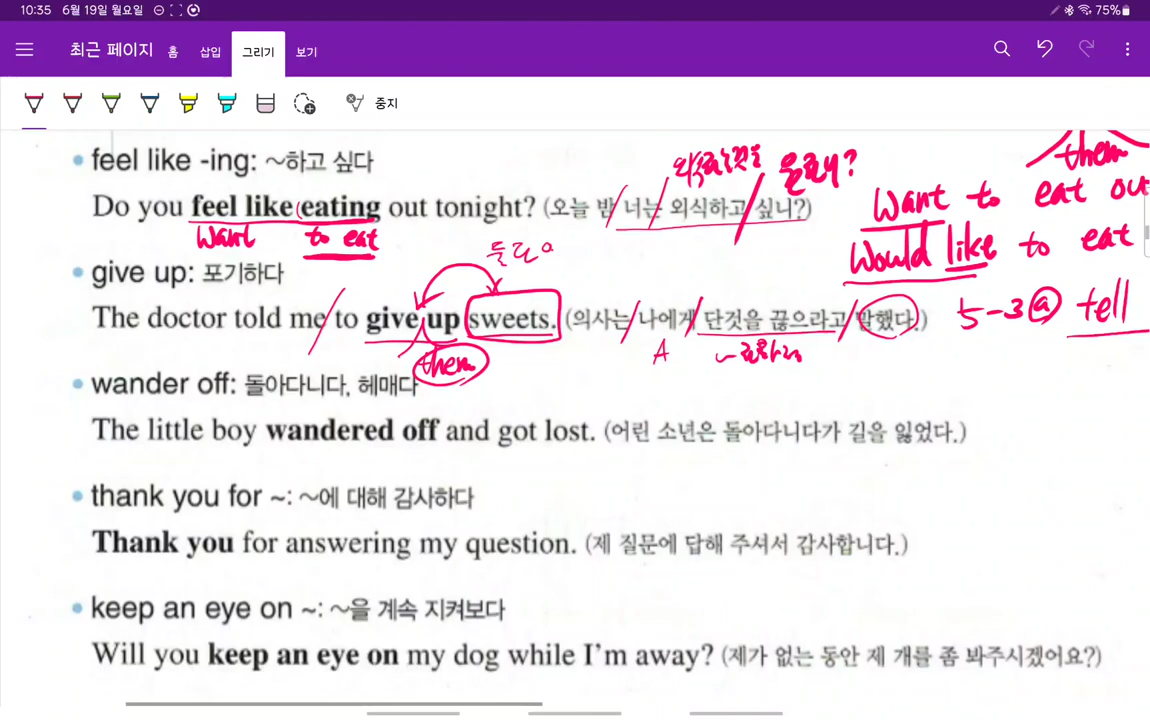 10:35 6월 19일 월요일 75%
최근 페이지 홈 삽입 그리기 보기
중지
them
feel like -ing: ~하고 싶다
외식하는것을 올래?
want to eat out
Do you feel like eating out tonight? (오늘 밤 너는 외식하고 싶니?)
want to eat
would like to eat
give up: 포기하다
둘 다 o
The doctor told me to give up sweets. (의사는 나에게 단것을 끊으라고 말했다.)
5-3 a tell
them
A
wander off: 돌아다니다, 헤매다
The little boy wandered off and got lost. (어린 소년은 돌아다니다가 길을 잃었다.)
thank you for ~: ~에 대해 감사하다
Thank you for answering my question. (제 질문에 답해 주셔서 감사합니다.)
keep an eye on ~: ~을 계속 지켜보다
Will you keep an eye on my dog while I'm away? (제가 없는 동안 제 개를 좀 봐주시겠어요?)